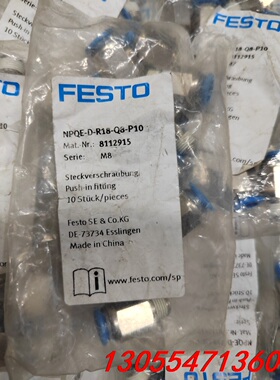 FESTO
NPQE-D-R18-Q8-P10
Mat. Nr.: 8112915
Serie: M8
Steckverschraubung
Push-in fitting
10 Stück/pieces
Festo SE & Co.KG
DE-73734 Esslingen
Made in China
www.festo.com/sp
13055471360